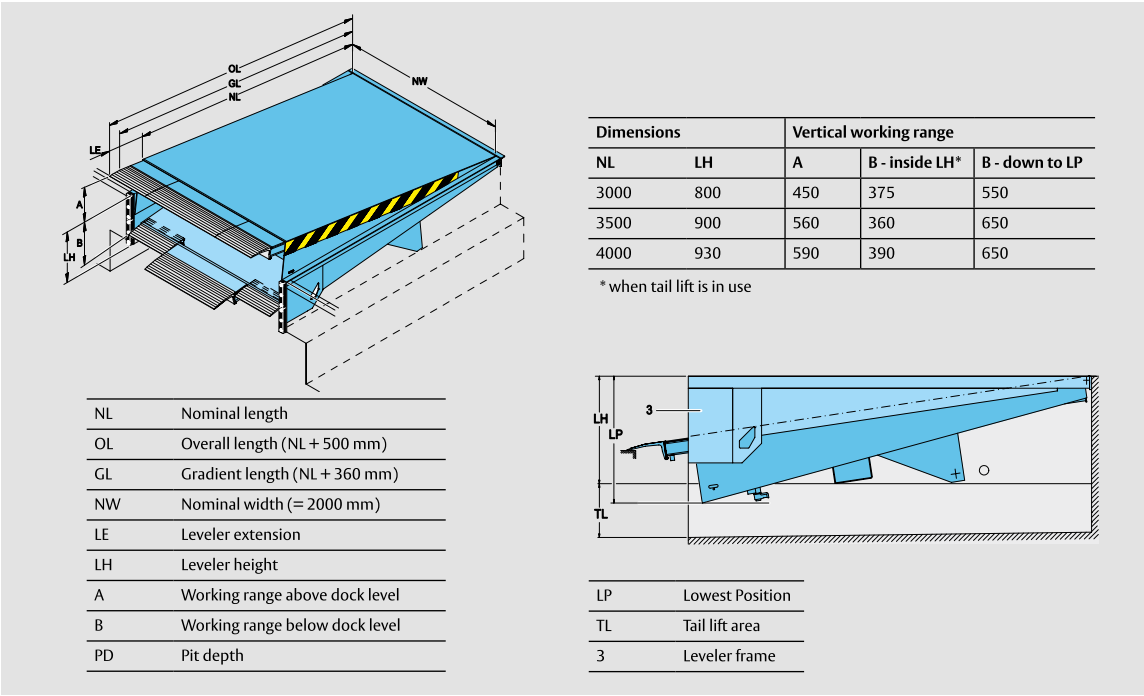 OL
GL
NL
NW
LE
A
B
LH
Dimensions Vertical working range
NL LH A B - inside LH* B - down to LP
3000 800 450 375 550
3500 900 560 360 650
4000 930 590 390 650
* when tail lift is in use
NL Nominal length
OL Overall length (NL + 500 mm)
GL Gradient length (NL + 360 mm)
NW Nominal width (= 2000 mm)
LE Leveler extension
LH Leveler height
A Working range above dock level
B Working range below dock level
PD Pit depth
LH
LP
3
TL
LP Lowest Position
TL Tail lift area
3 Leveler frame